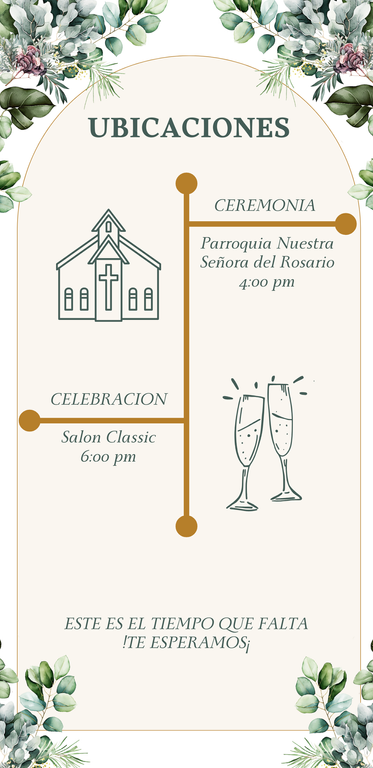 UBICACIONES
CEREMONIA
Parroquia Nuestra
Señora del Rosario
4:00 pm
CELEBRACION
Salon Classic
6:00 pm
ESTE ES EL TIEMPO QUE FALTA
!TE ESPERAMOS¡